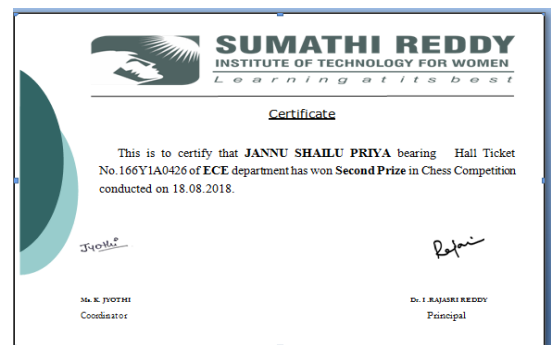 SUMATHI REDDY
INSTITUTE OF TECHNOLOGY FOR WOMEN
Learning at its best
Certificate
This is to certify that JANNU SHAILU PRIYA bearing Hall Ticket
No.166Y1A0426 of ECE department has won Second Prize in Chess Competition
conducted on 18.08.2018.
Jyothi
Ms. K. JYOTHI
Coordinator
Dr. I .RAJASRI REDDY
Principal